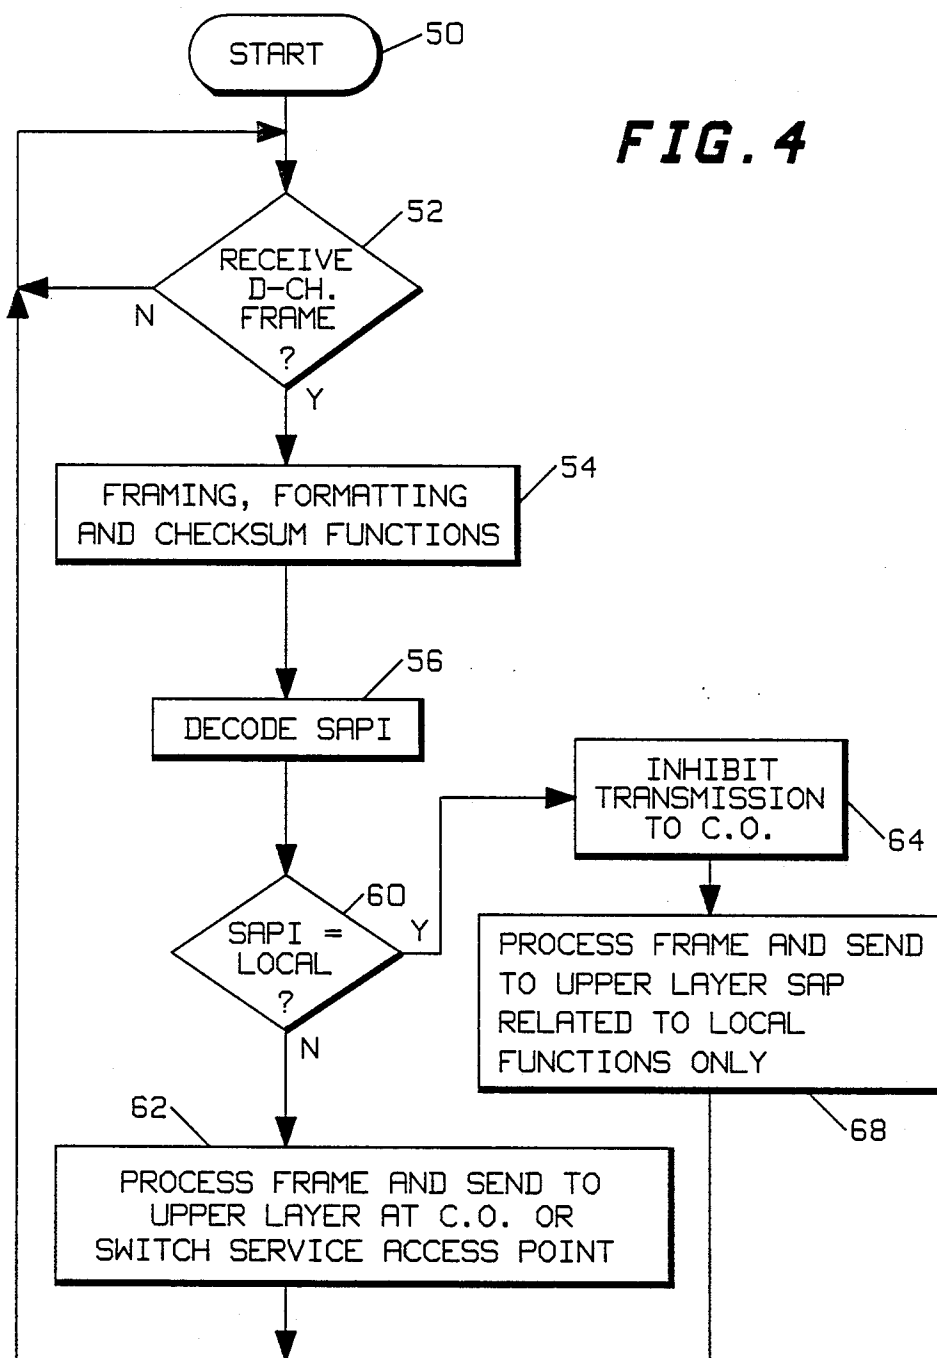 START
50
FIG. 4
52
RECEIVE
D-CH.
FRAME
?
N
Y
54
FRAMING, FORMATTING
AND CHECKSUM FUNCTIONS
56
DECODE SAPI
INHIBIT
TRANSMISSION
TO C.O.
64
60
SAPI =
LOCAL
?
Y
N
PROCESS FRAME AND SEND
TO UPPER LAYER SAP
RELATED TO LOCAL
FUNCTIONS ONLY
68
62
PROCESS FRAME AND SEND TO
UPPER LAYER AT C.O. OR
SWITCH SERVICE ACCESS POINT